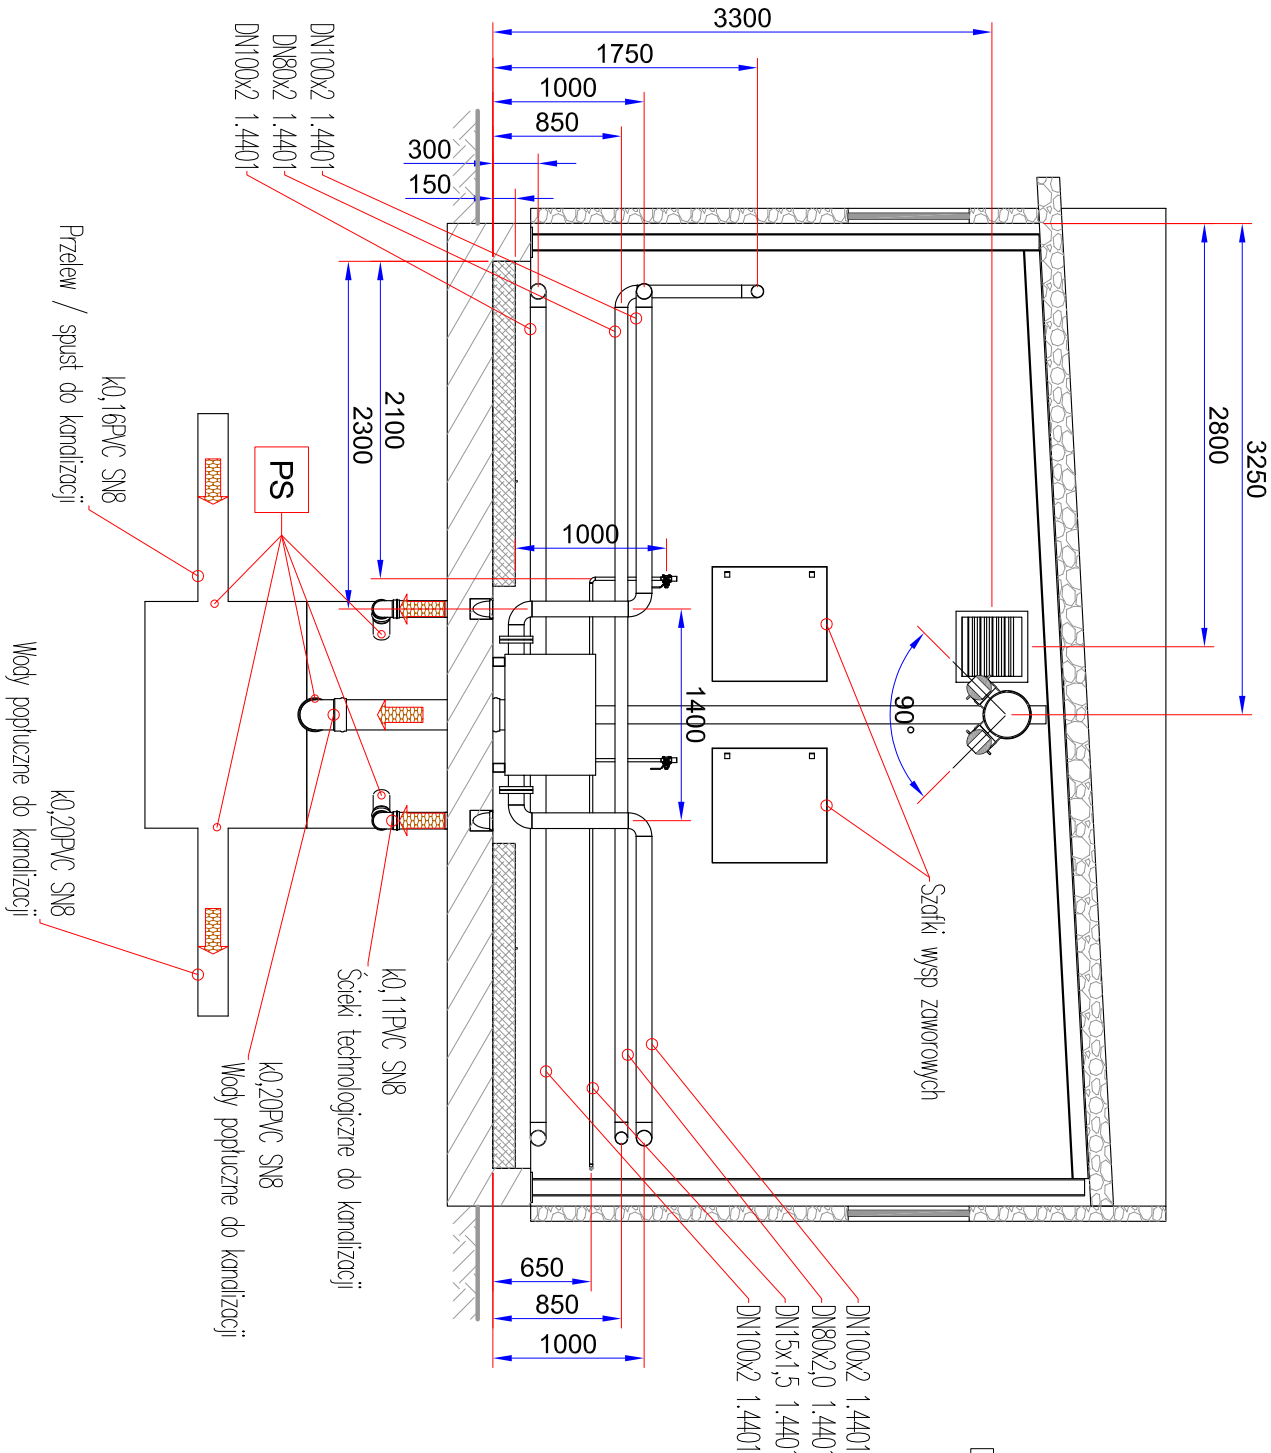 3300
1750
1000
850
300
150
DN100x2 1.4401
DN80x2 1.4401
DN100x2 1.4401
3250
2800
2100
2300
1000
1400
90°
PS
k0,16PVC SN8
Przelew / spust do kanalizacji
k0,20PVC SN8
Wody popłuczne do kanalizacji
k0,11PVC SN8
Ścieki technologiczne do kanalizacji
k0,20PVC SN8
Wody popłuczne do kanalizacji
Szafki wysp zaworowych
650
850
1000
DN100x2 1.4401
DN80x2,0 1.4401
DN15x1,5 1.4401
DN100x2 1.4401